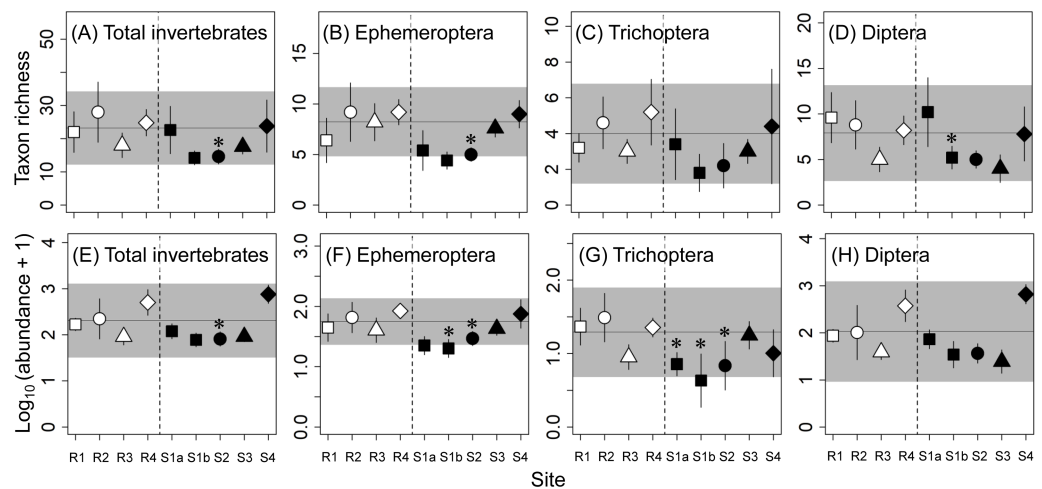 (A) Total invertebrates
(B) Ephemeroptera
(C) Trichoptera
(D) Diptera
Taxon richness
0 10 30 50
0 5 10 15
0 2 4 6 8 10
0 5 10 15 20
*
*
*
(E) Total invertebrates
(F) Ephemeroptera
(G) Trichoptera
(H) Diptera
Log10 (abundance + 1)
0 1 2 3 4
0.0 1.0 2.0 3.0
0.0 1.0 2.0
0 1 2 3 4
*
* *
* * *
R1 R2 R3 R4 S1a S1b S2 S3 S4
R1 R2 R3 R4 S1a S1b S2 S3 S4
R1 R2 R3 R4 S1a S1b S2 S3 S4
R1 R2 R3 R4 S1a S1b S2 S3 S4
Site